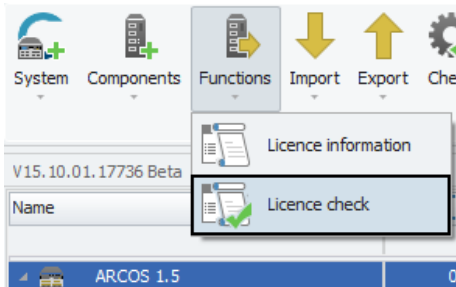 System Components Functions Import Export
Licence information
V15.10.01.17736 Beta
Name
Licence check
ARCOS 1.5